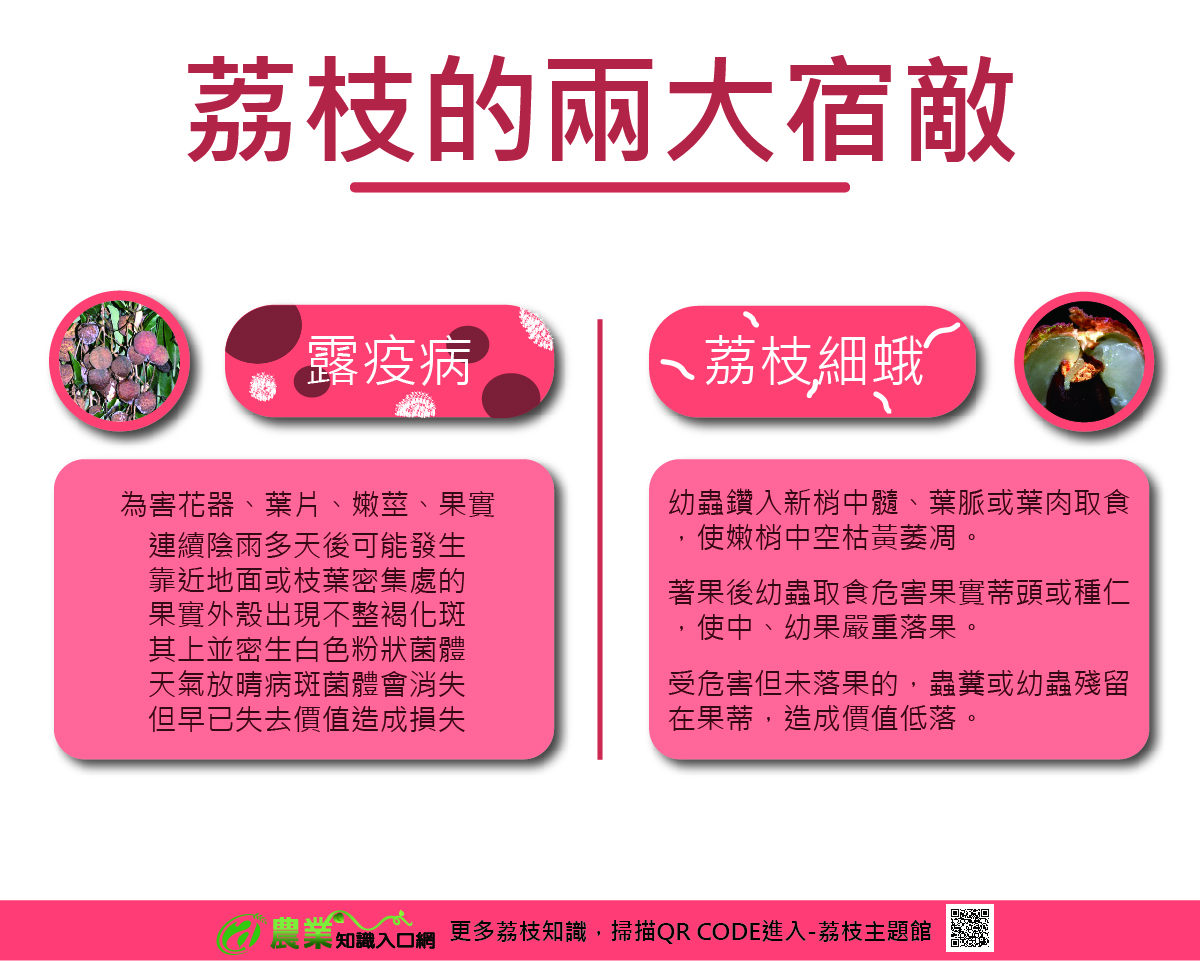 荔枝的兩大宿敵
露疫病
為害花器、葉片、嫩莖、果實
連續陰雨多天後可能發生
靠近地面或枝葉密集處的
果實外殼出現不整褐化斑
其上並密生白色粉狀菌體
天氣放晴病斑菌體會消失
但早已失去價值造成損失
荔枝細蛾
幼蟲鑽入新梢中髓、葉脈或葉肉取食
，使嫩梢中空枯黃萎凋。
著果後幼蟲取食危害果實蒂頭或種仁
，使中、幼果嚴重落果。
受危害但未落果的，蟲糞或幼蟲殘留
在果蒂，造成價值低落。
農業知識入口網
更多荔枝知識，掃描QR CODE進入-荔枝主題館